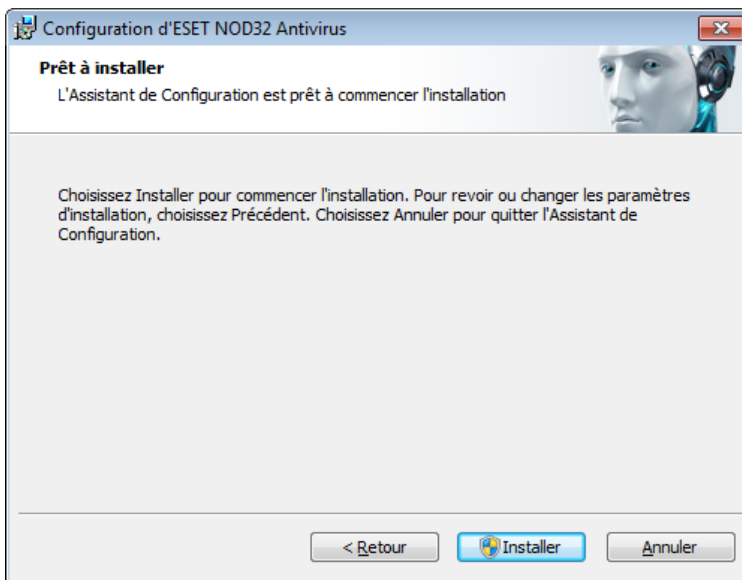 Configuration d'ESET NOD32 Antivirus
Prêt à installer
L'Assistant de Configuration est prêt à commencer l'installation
Choisissez Installer pour commencer l'installation. Pour revoir ou changer les paramètres
d'installation, choisissez Précédent. Choisissez Annuler pour quitter l'Assistant de
Configuration.
< Retour
Installer
Annuler